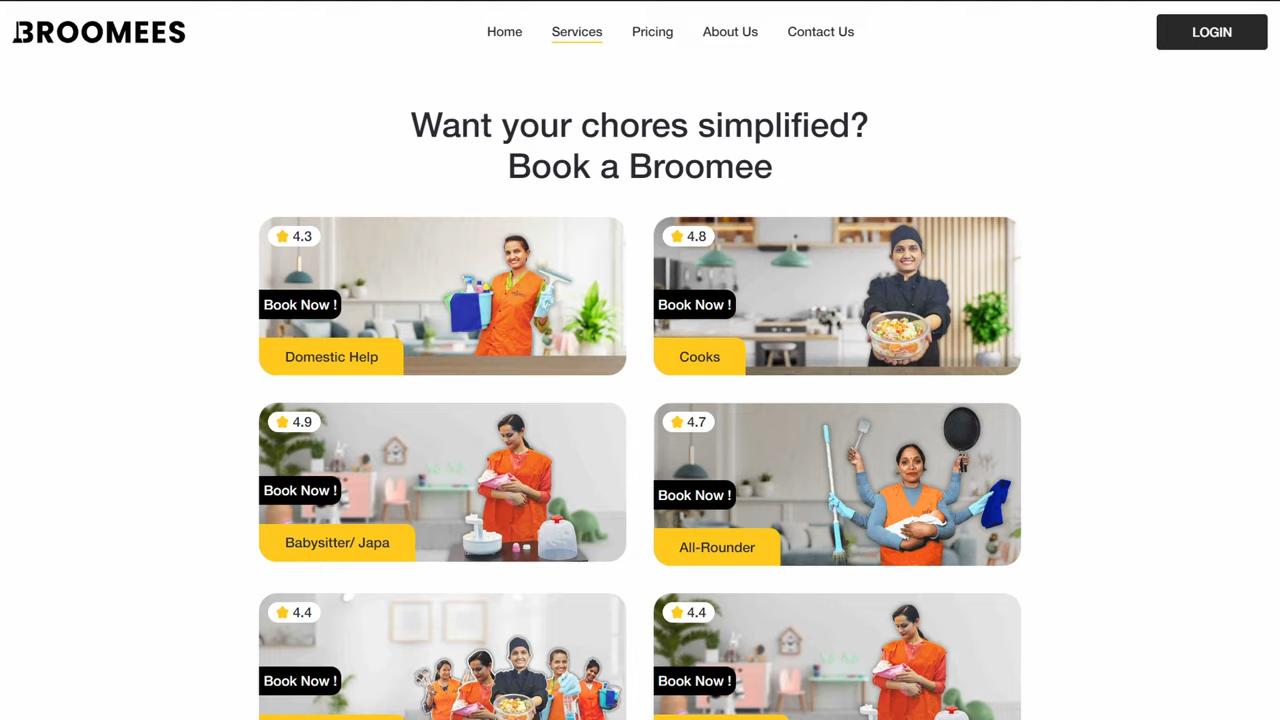 BROOMEES
Home
Services
Pricing
About Us
Contact Us
LOGIN
Want your chores simplified?
Book a Broomee
4.3
Book Now !
Domestic Help
4.8
Book Now !
Cooks
4.9
Book Now !
Babysitter/ Japa
4.7
Book Now !
All-Rounder
4.4
Book Now !
4.4
Book Now !